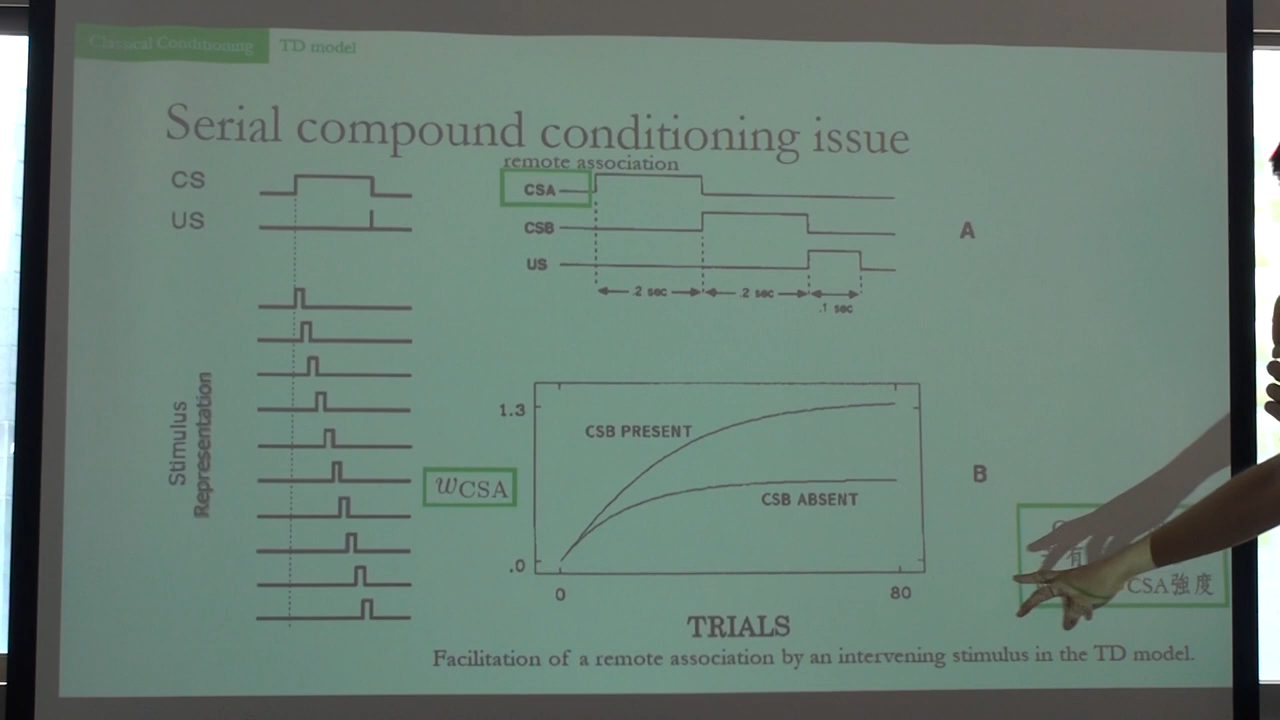 Classical Conditioning TD model
Serial compound conditioning issue
remote association
CS
US
CSA
CSB
US
A
.2 sec .2 sec
.1 sec
Stimulus
Representation
wCSA
1.3
CSB PRESENT
CSB ABSENT
.0
0 80
TRIALS
B
有
CSA強度
Facilitation of a remote association by an intervening stimulus in the TD model.